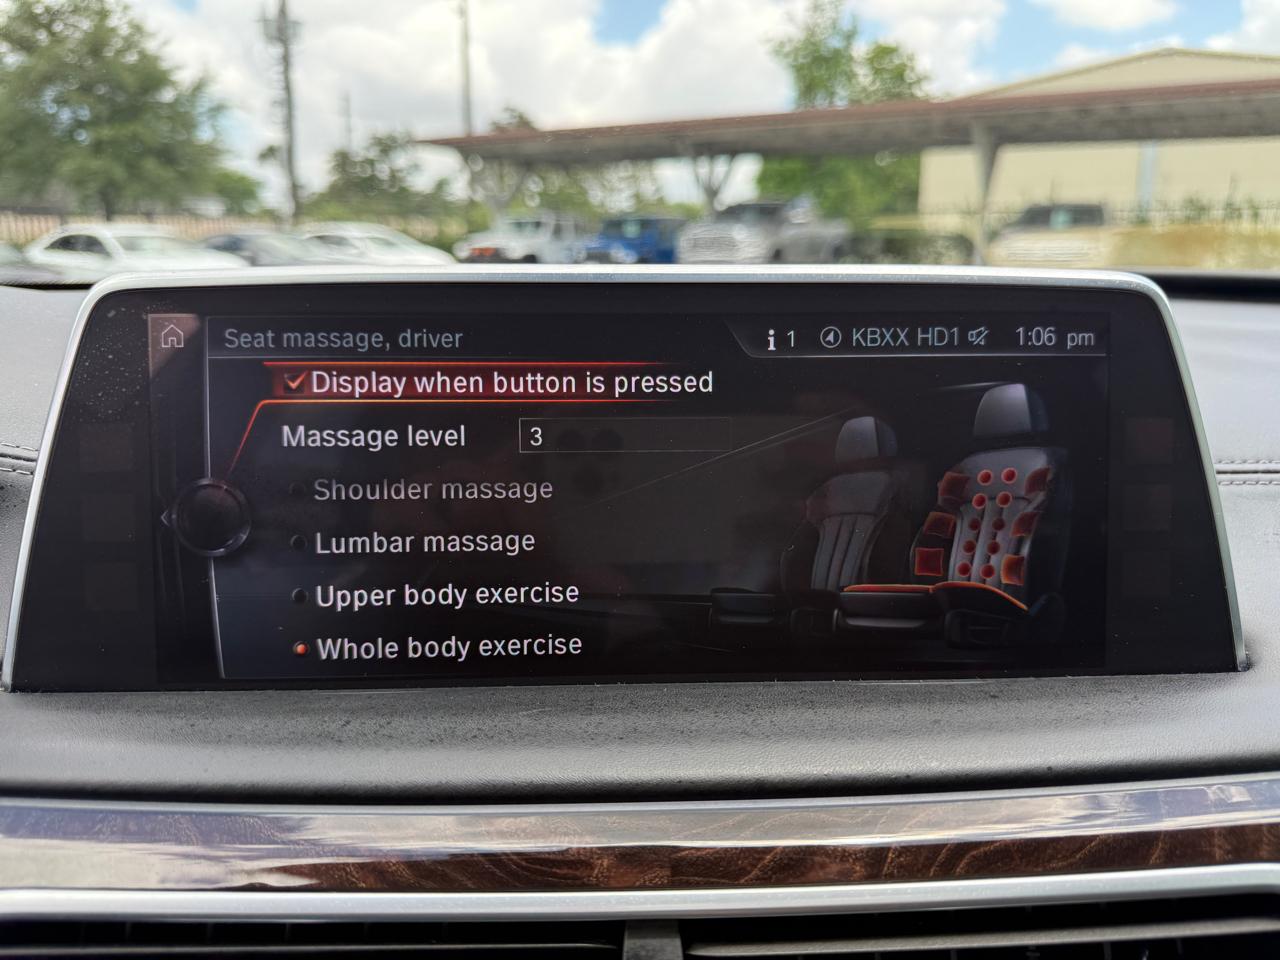 Seat massage, driver
i 1 KBXX HD1 1:06 pm
Display when button is pressed
Massage level 3
Shoulder massage
Lumbar massage
Upper body exercise
Whole body exercise